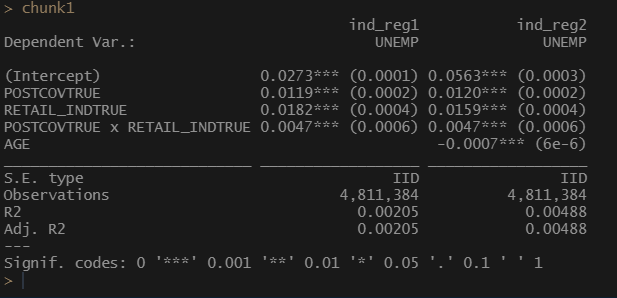 > chunk1
ind_reg1 ind_reg2
Dependent Var.: UNEMP UNEMP
(Intercept) 0.0273*** (0.0001) 0.0563*** (0.0003)
POSTCOVTRUE 0.0119*** (0.0002) 0.0120*** (0.0002)
RETAIL_INDTRUE 0.0182*** (0.0004) 0.0159*** (0.0004)
POSTCOVTRUE x RETAIL_INDTRUE 0.0047*** (0.0006) 0.0047*** (0.0006)
AGE -0.0007*** (6e-6)
____________________________ __________________ __________________
S.E. type IID IID
Observations 4,811,384 4,811,384
R2 0.00205 0.00488
Adj. R2 0.00205 0.00488
---
Signif. codes: 0 '***' 0.001 '**' 0.01 '*' 0.05 '.' 0.1 ' ' 1
>